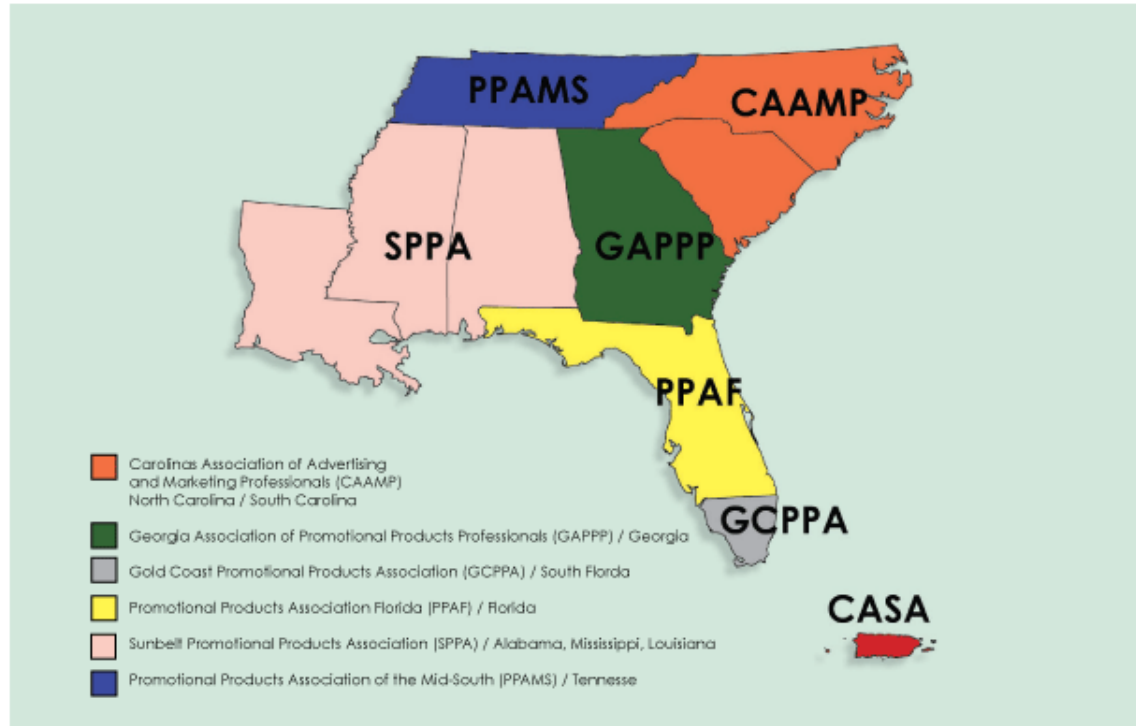 PPAMS
CAAMP
SPPA
GAPPP
PPAF
GCPPA
CASA
Carolinas Association of Advertising
and Marketing Professionals (CAAMP)
North Carolina / South Carolina
Georgia Association of Promotional Products Professionals (GAPPP) / Georgia
Gold Coast Promotional Products Association (GCPPA) / South Florda
Promotional Products Association Florida (PPAF) / Florida
Sunbelt Promotional Products Association (SPPA) / Alabama, Mississippi, Louisiana
Promotional Products Association of the Mid-South (PPAMS) / Tennesse